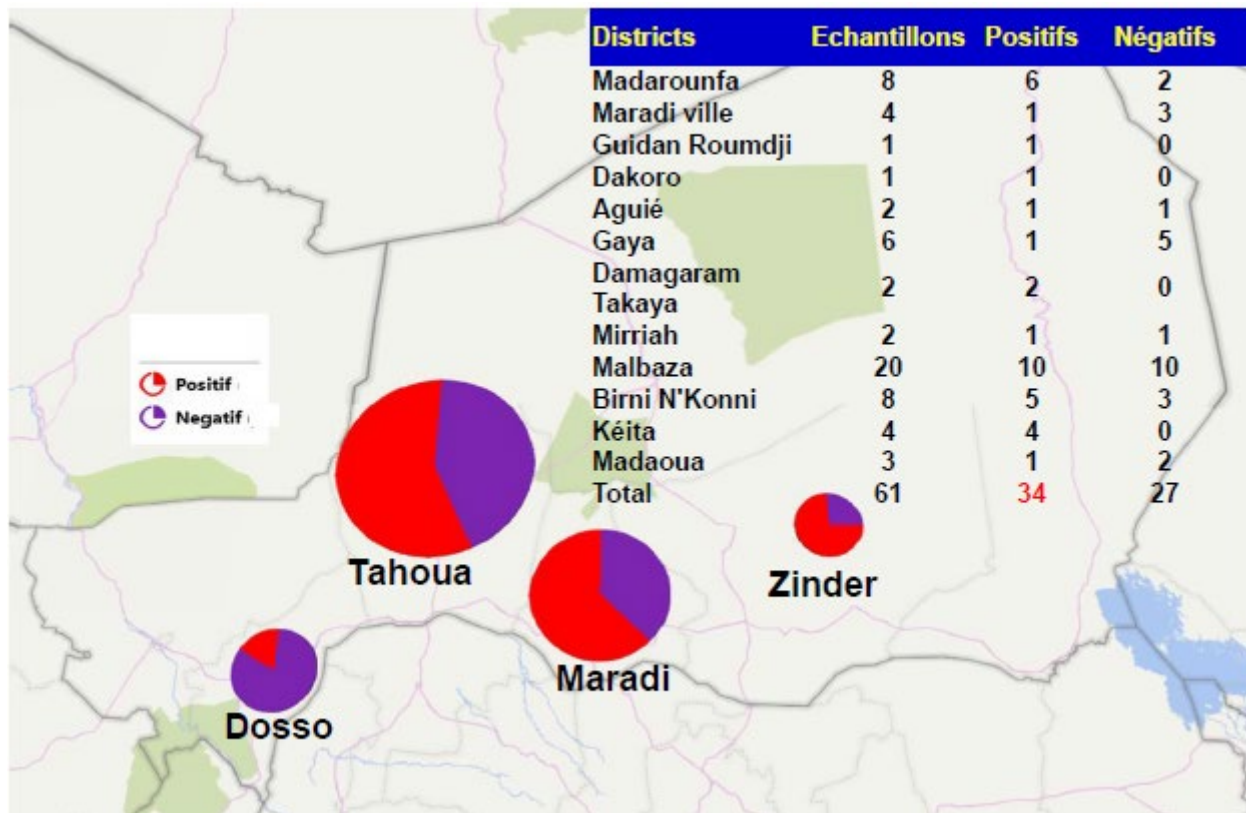 Districts Echantillons Positifs Négatifs
Madarounfa 8 6 2
Maradi ville 4 1 3
Guidan Roumdji 1 1 0
Dakoro 1 1 0
Aguié 2 1 1
Gaya 6 1 5
Damagaram
Takaya 2 2 0
Mirriah 2 1 1
Malbaza 20 10 10
Birni N'Konni 8 5 3
Kéita 4 4 0
Madaoua 3 1 2
Total 61 34 27
Positif
Negatif
Tahoua
Zinder
Maradi
Dosso